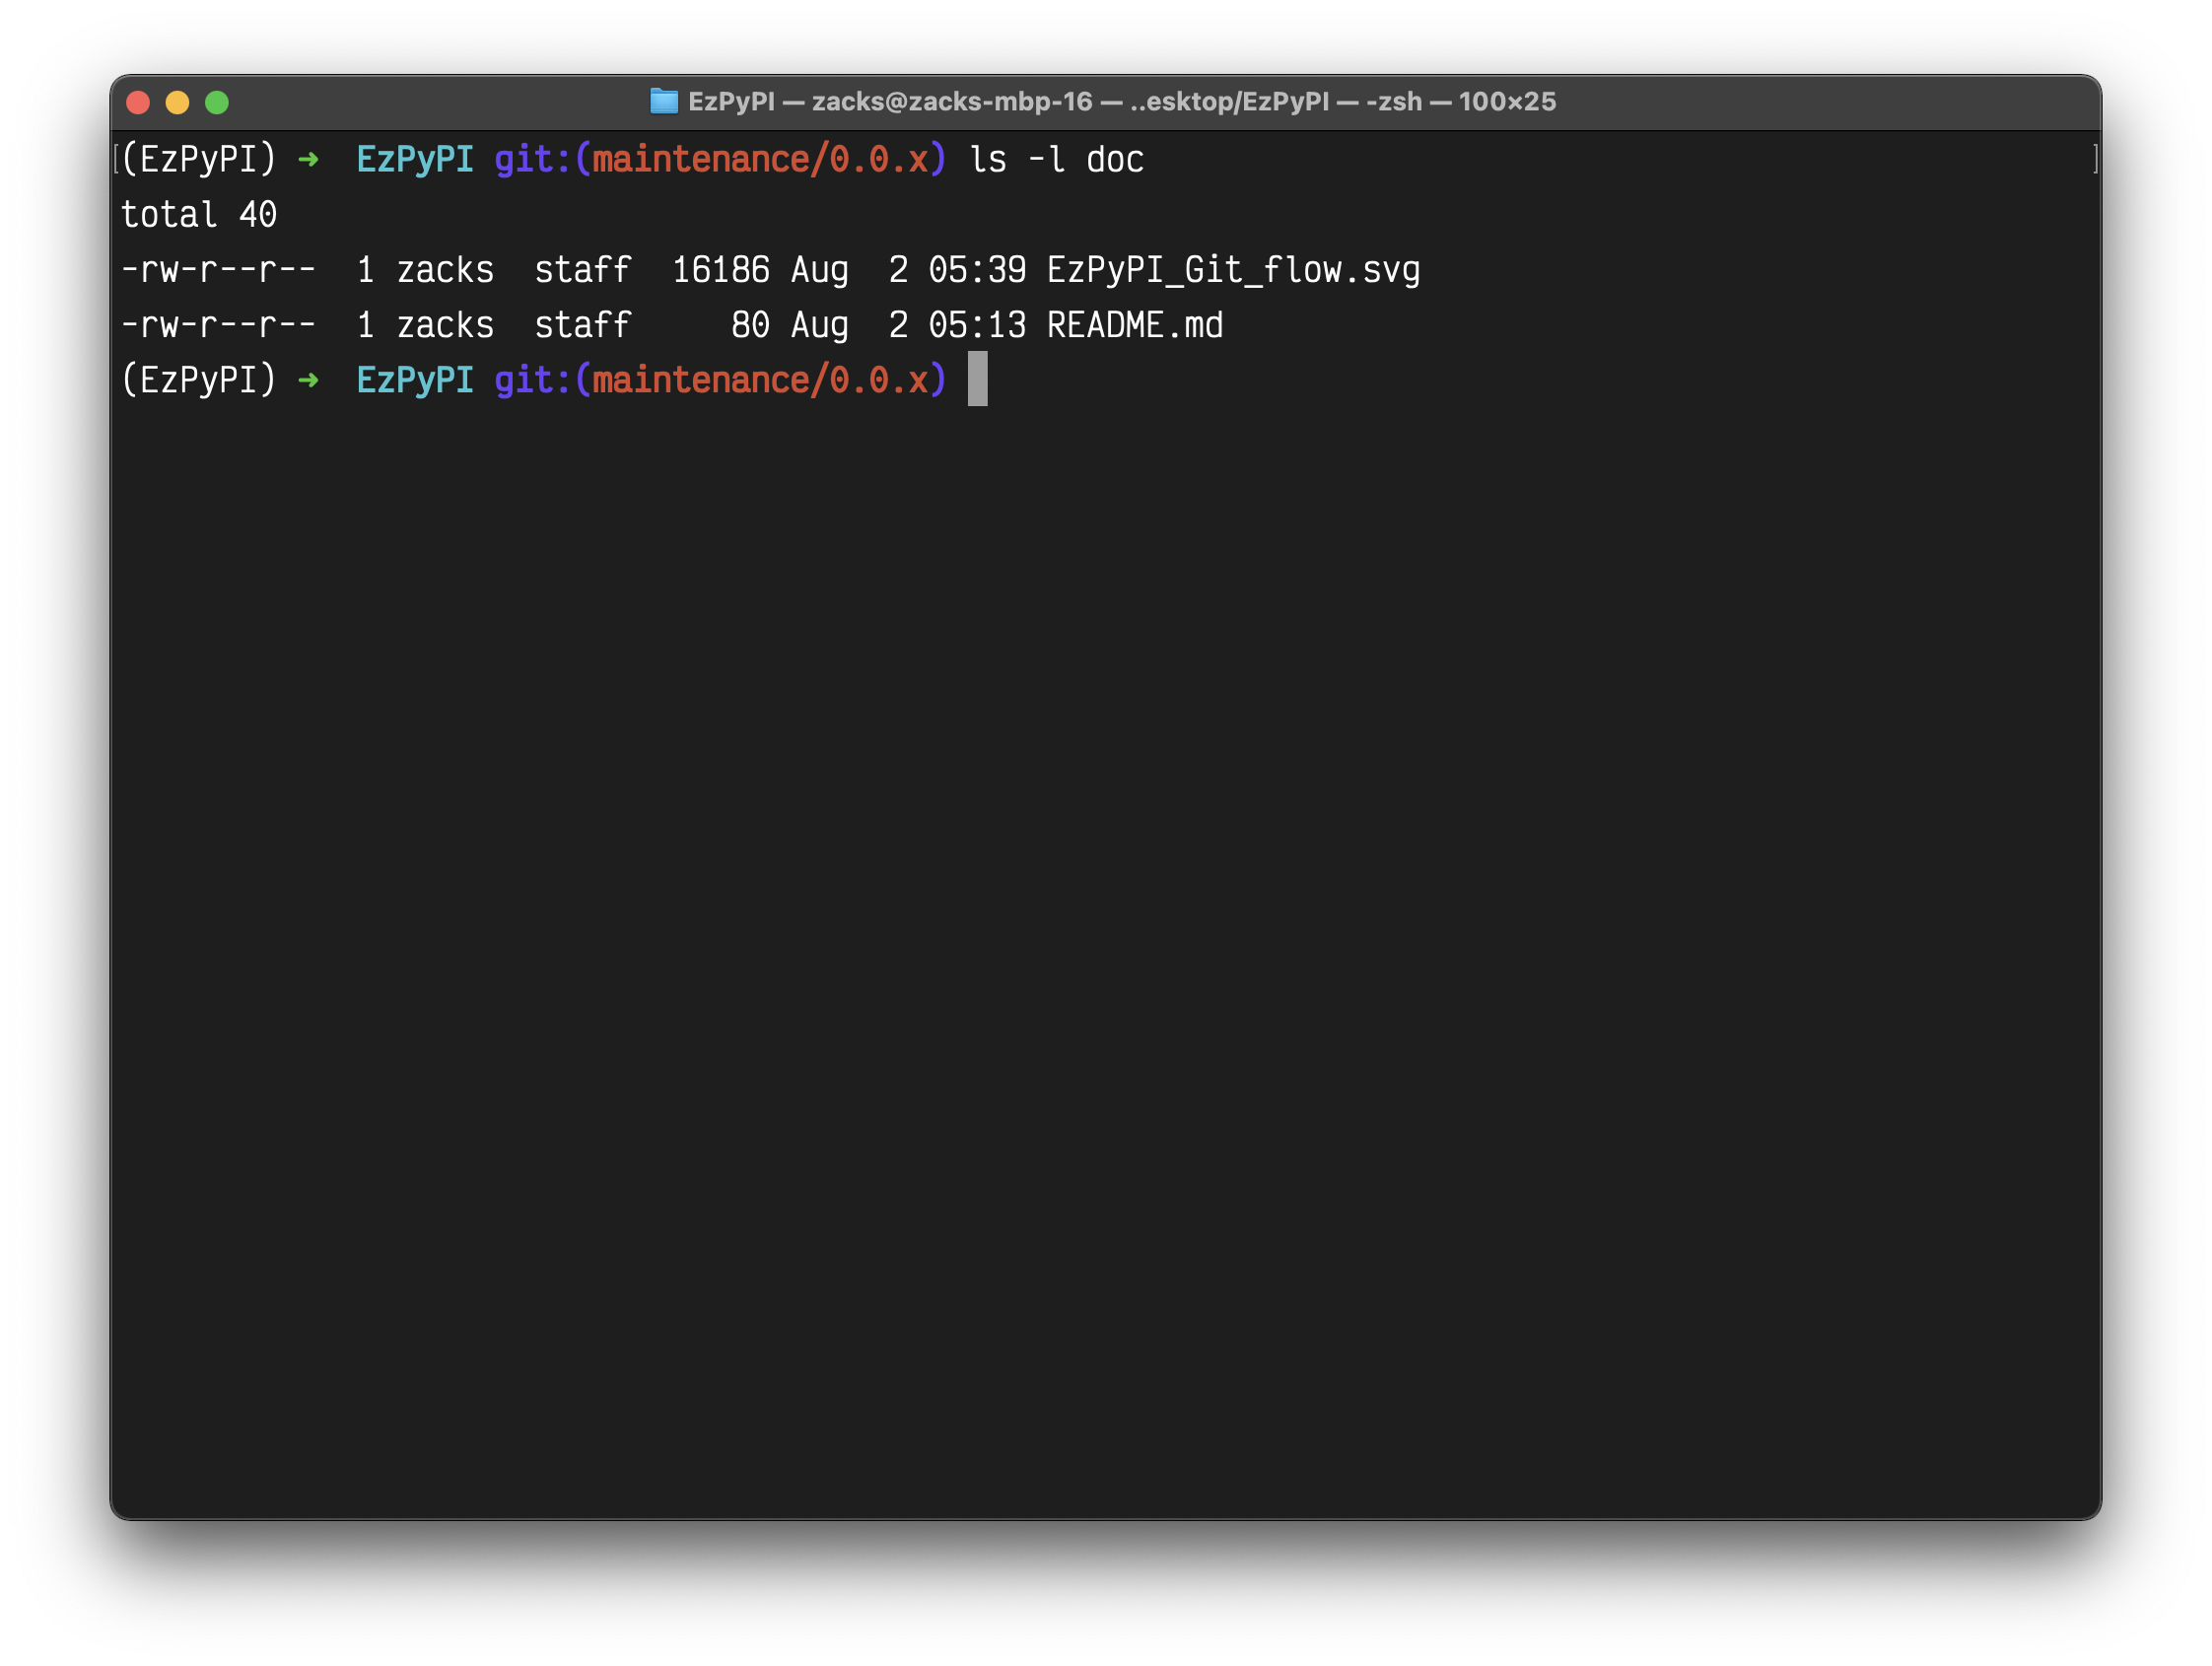 EzPyPI — zacks@zacks-mbp-16 — ..esktop/EzPyPI — -zsh — 100×25
[(EzPyPI) ➜  EzPyPI git:(maintenance/0.0.x) ls -l doc ]
total 40
-rw-r--r--  1 zacks  staff  16186 Aug  2 05:39 EzPyPI_Git_flow.svg
-rw-r--r--  1 zacks  staff     80 Aug  2 05:13 README.md
(EzPyPI) ➜  EzPyPI git:(maintenance/0.0.x)